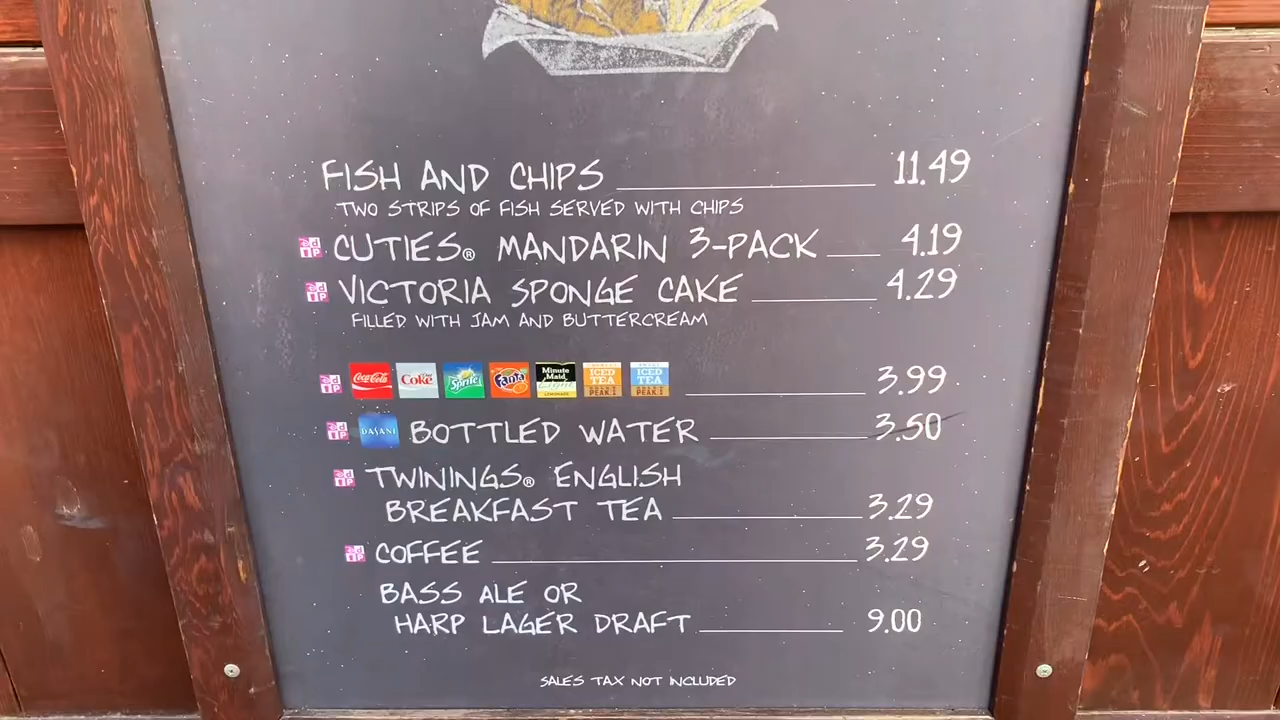 FISH AND CHIPS 11.49
TWO STRIPS OF FISH SERVED WITH CHIPS
CUTIES® MANDARIN 3-PACK 4.19
VICTORIA SPONGE CAKE 4.29
FILLED WITH JAM AND BUTTERCREAM
Coca-Cola Coke Sprite Fanta Minute Maid ICED TEA PEAK ICED TEA PEAK 3.99
DASANI BOTTLED WATER 3.50
TWININGS® ENGLISH
BREAKFAST TEA 3.29
COFFEE 3.29
BASS ALE OR
HARP LAGER DRAFT 9.00
SALES TAX NOT INCLUDED